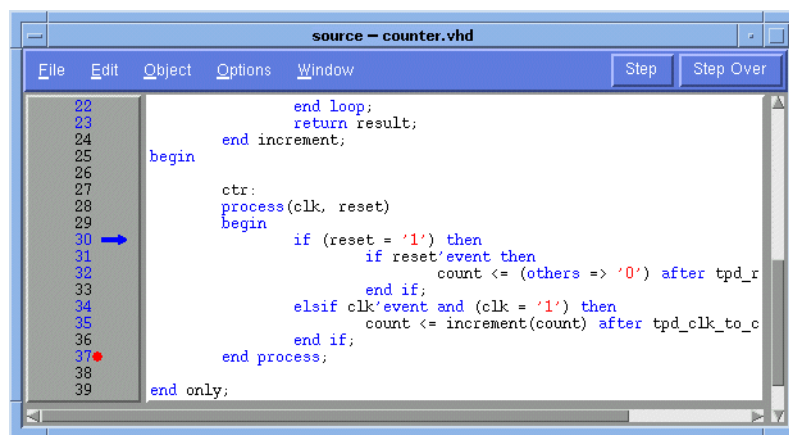 source – counter.vhd
File Edit Object Options Window Step Step Over
22 end loop;
23 return result;
24 end increment;
25 begin
26
27 ctr:
28 process(clk, reset)
29 begin
30 if (reset = '1') then
31 if reset'event then
32 count <= (others => '0') after tpd_r
33 end if;
34 elsif clk'event and (clk = '1') then
35 count <= increment(count) after tpd_clk_to_c
36 end if;
37 end process;
38
39 end only;